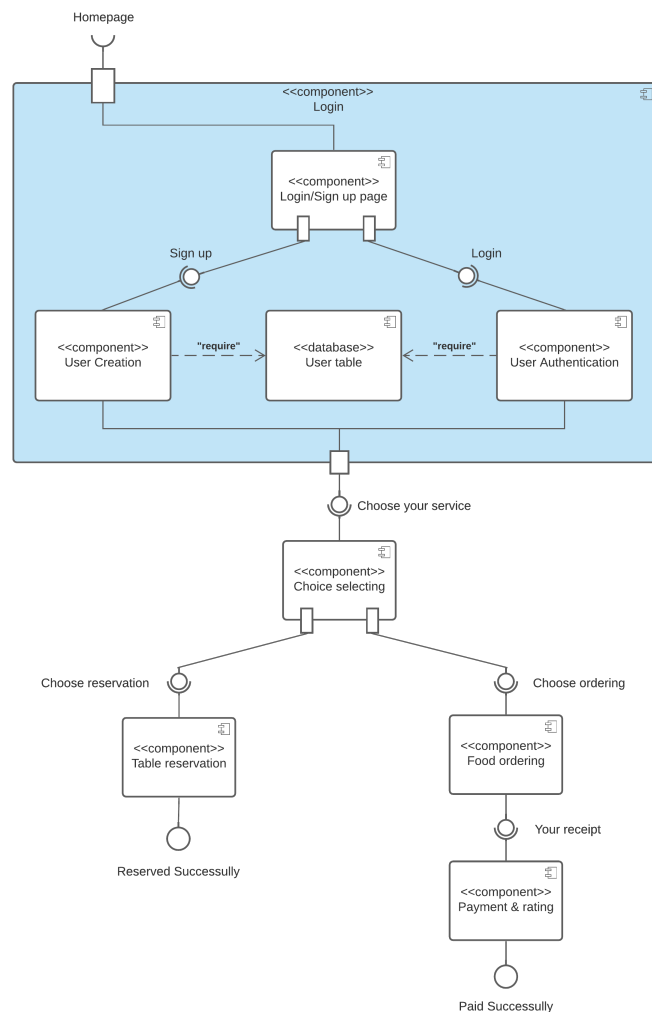 Homepage
<<component>>
Login
<<component>>
Login/Sign up page
Sign up
Login
<<component>>
User Creation
"require"
<<database>>
User table
"require"
<<component>>
User Authentication
Choose your service
<<component>>
Choice selecting
Choose reservation
Choose ordering
<<component>>
Table reservation
<<component>>
Food ordering
Your receipt
Reserved Successully
<<component>>
Payment & rating
Paid Successully